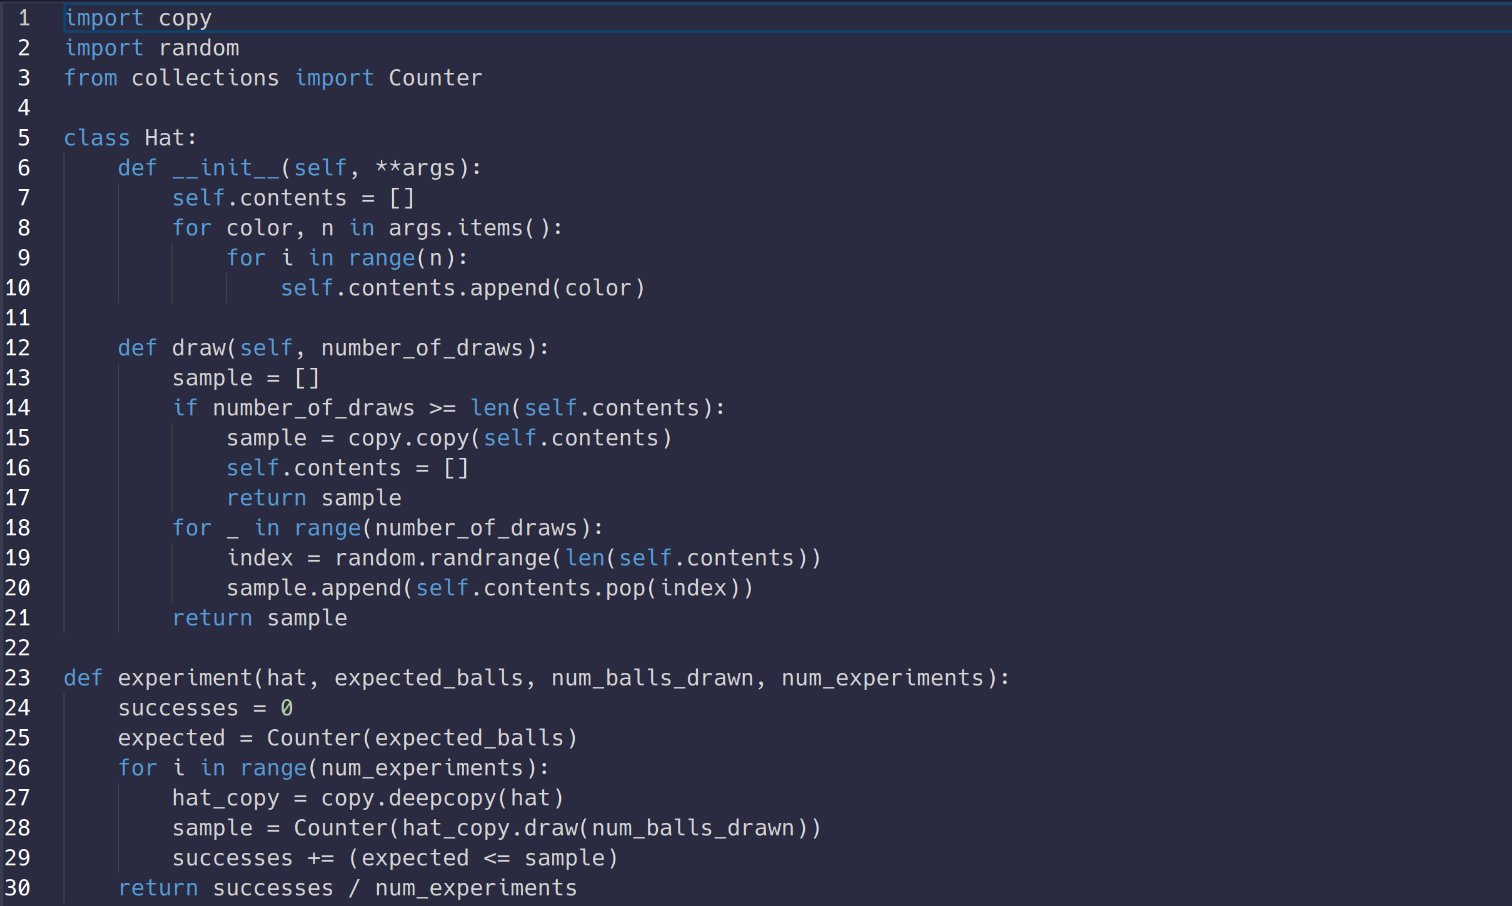 1 import copy
2 import random
3 from collections import Counter
4
5 class Hat:
6     def __init__(self, **args):
7         self.contents = []
8         for color, n in args.items():
9             for i in range(n):
10                 self.contents.append(color)
11
12     def draw(self, number_of_draws):
13         sample = []
14         if number_of_draws >= len(self.contents):
15             sample = copy.copy(self.contents)
16             self.contents = []
17             return sample
18         for _ in range(number_of_draws):
19             index = random.randrange(len(self.contents))
20             sample.append(self.contents.pop(index))
21         return sample
22
23 def experiment(hat, expected_balls, num_balls_drawn, num_experiments):
24     successes = 0
25     expected = Counter(expected_balls)
26     for i in range(num_experiments):
27         hat_copy = copy.deepcopy(hat)
28         sample = Counter(hat_copy.draw(num_balls_drawn))
29         successes += (expected <= sample)
30     return successes / num_experiments